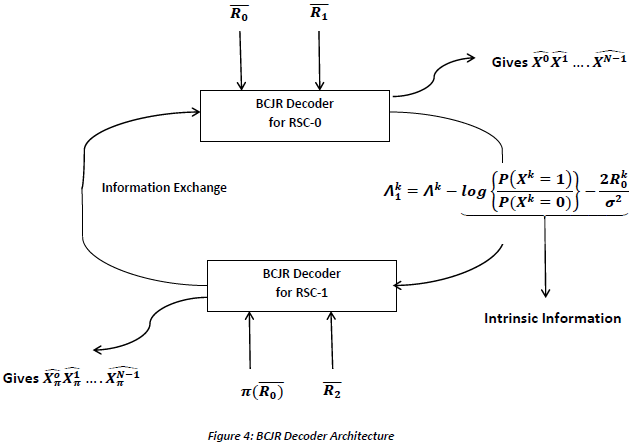 R̅₀ R̅₁
Gives X̂⁰X̂¹ ....X̂ᴺ⁻¹
BCJR Decoder
for RSC-0
Information Exchange
Λ₁ᵏ = Λᵏ − log{P(Xᵏ = 1)/P(Xᵏ = 0)} − 2R₀ᵏ/σ²
BCJR Decoder
for RSC-1
Intrinsic Information
Gives X̂π⁰X̂π¹ ....X̂πᴺ⁻¹
π(R̅₀) R̅₂
Figure 4: BCJR Decoder Architecture